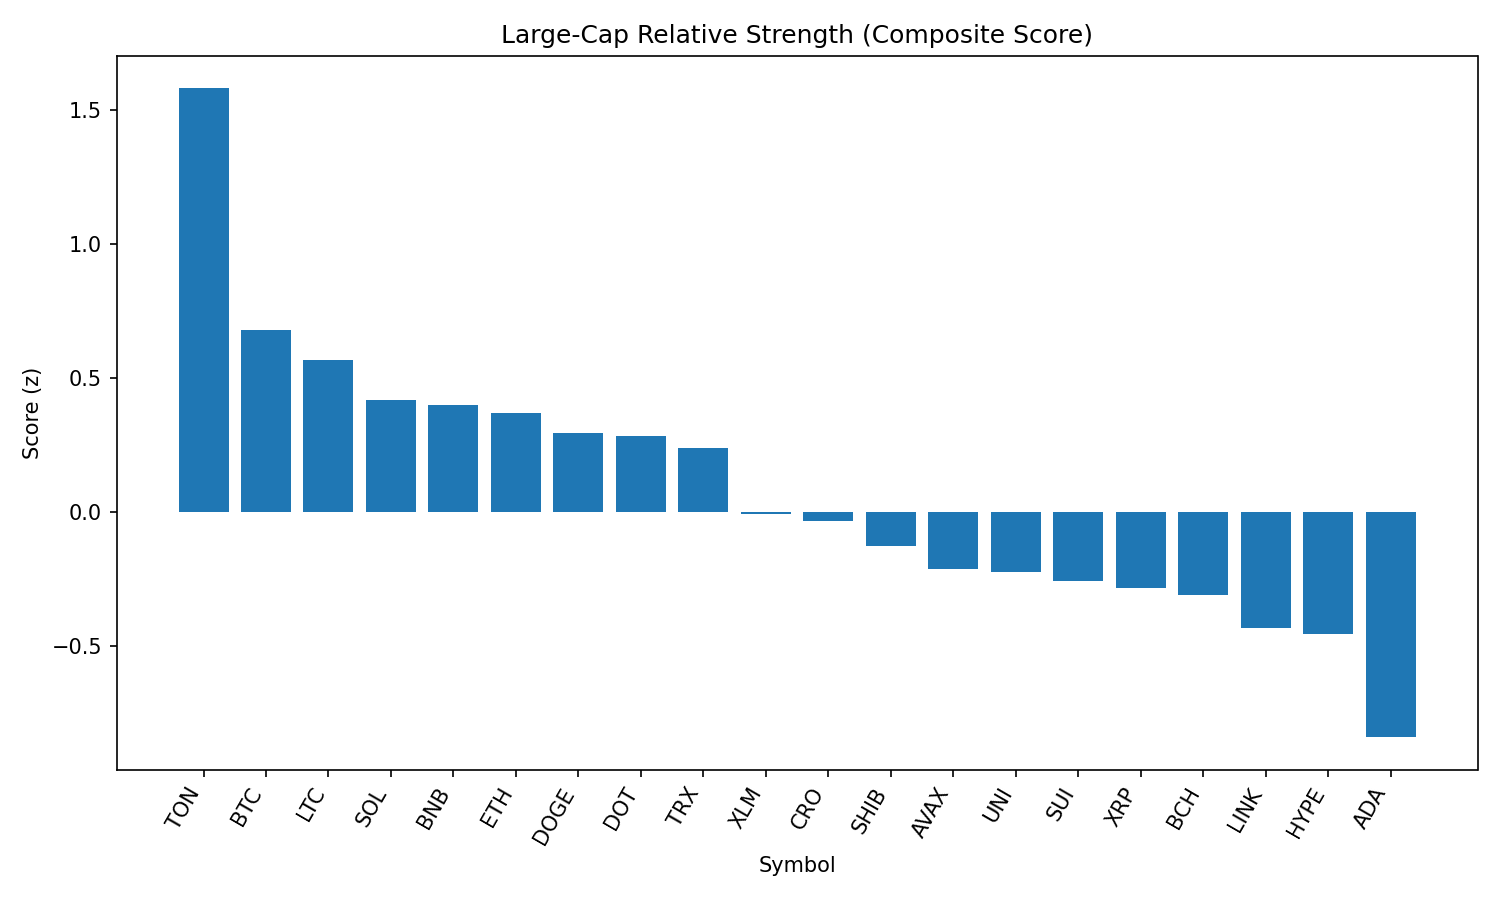 Large-Cap Relative Strength (Composite Score)
1.5
1.0
0.5
0.0
−0.5
Score (z)
TON BTC LTC SOL BNB ETH DOGE DOT TRX XLM CRO SHIB AVAX UNI SUI XRP BCH LINK HYPE ADA
Symbol